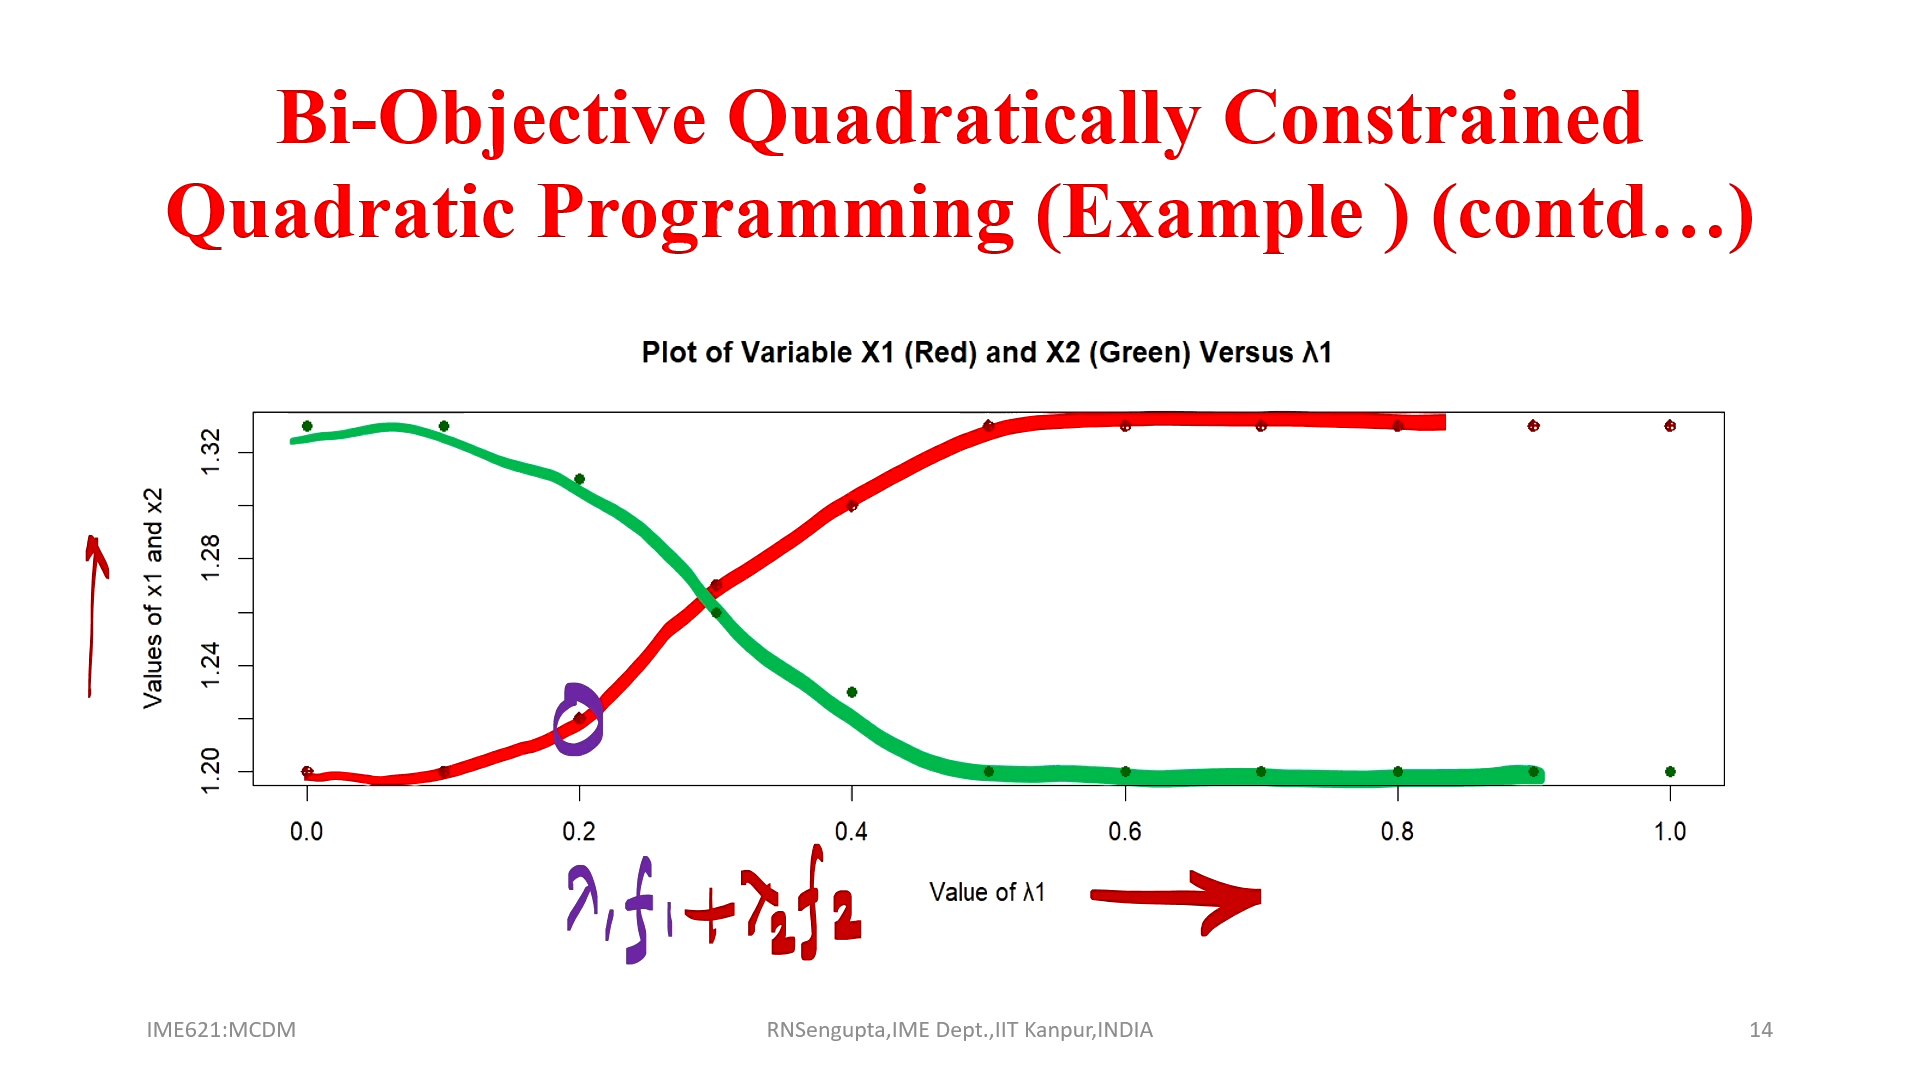 Bi-Objective Quadratically Constrained
Quadratic Programming (Example ) (contd…)
Plot of Variable X1 (Red) and X2 (Green) Versus λ1
Values of x1 and x2
1.32
1.28
1.24
1.20
0.0 0.2 0.4 0.6 0.8 1.0
Value of λ1
λ1f1+λ2f2
IME621:MCDM RNSengupta,IME Dept.,IIT Kanpur,INDIA 14